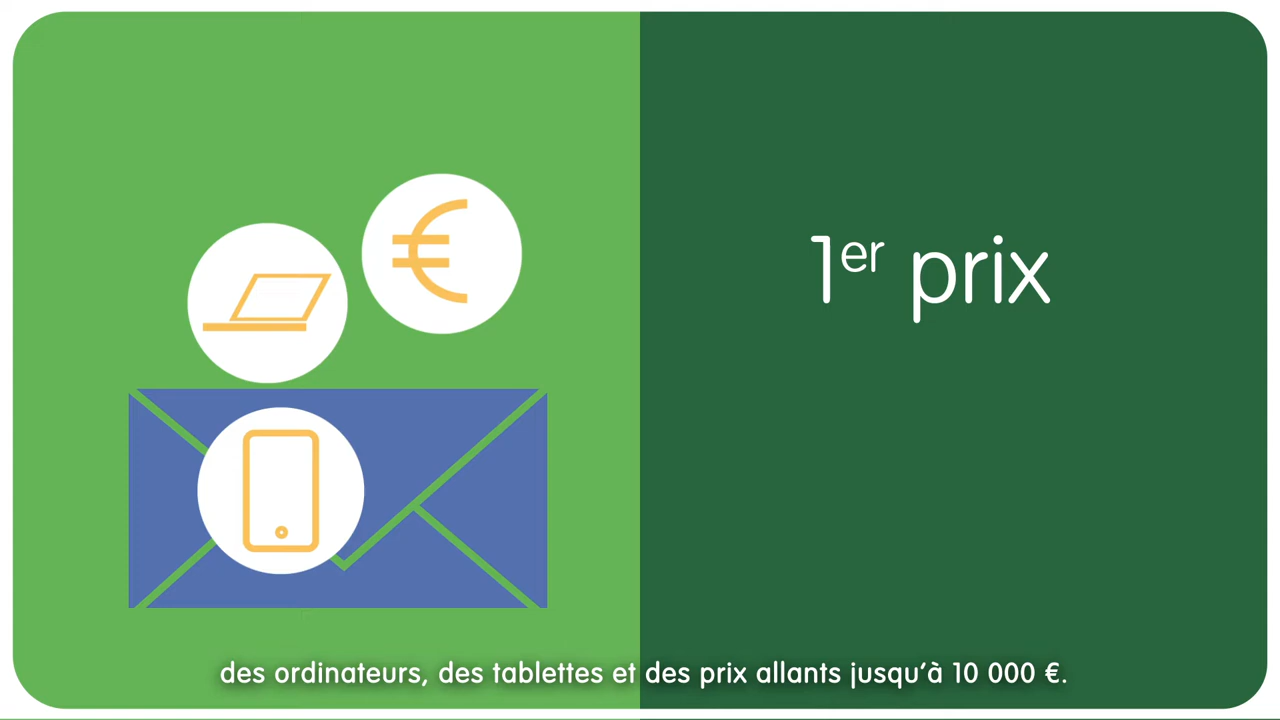 1er prix
des ordinateurs, des tablettes et des prix allants jusqu'à 10 000 €.